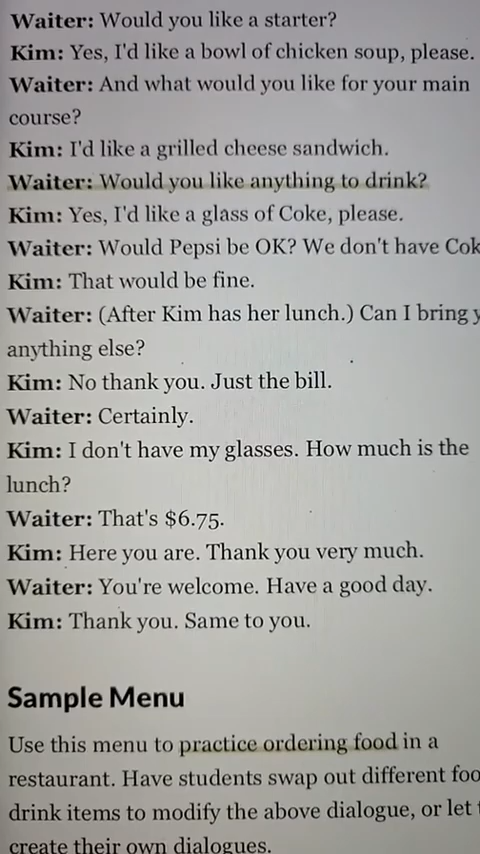 Waiter: Would you like a starter?
Kim: Yes, I'd like a bowl of chicken soup, please.
Waiter: And what would you like for your main
course?
Kim: I'd like a grilled cheese sandwich.
Waiter: Would you like anything to drink?
Kim: Yes, I'd like a glass of Coke, please.
Waiter: Would Pepsi be OK? We don't have Cok
Kim: That would be fine.
Waiter: (After Kim has her lunch.) Can I bring y
anything else?
Kim: No thank you. Just the bill.
Waiter: Certainly.
Kim: I don't have my glasses. How much is the
lunch?
Waiter: That's $6.75.
Kim: Here you are. Thank you very much.
Waiter: You're welcome. Have a good day.
Kim: Thank you. Same to you.
Sample Menu
Use this menu to practice ordering food in a
restaurant. Have students swap out different foo
drink items to modify the above dialogue, or let t
create their own dialogues.